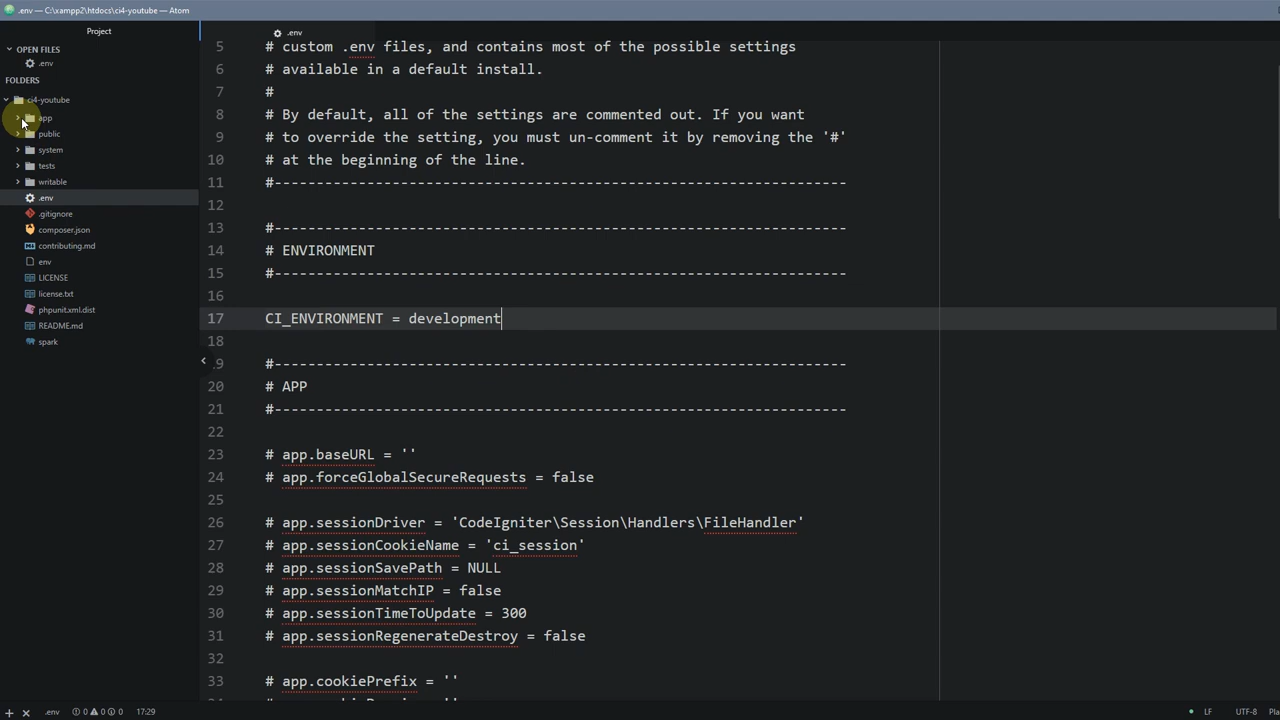 .env — C:\xampp2\htdocs\ci4-youtube — Atom
Project
OPEN FILES
.env
FOLDERS
ci4-youtube
app
public
system
tests
writable
.env
.gitignore
composer.json
contributing.md
env
LICENSE
license.txt
phpunit.xml.dist
README.md
spark
.env
5 # custom .env files, and contains most of the possible settings
6 # available in a default install.
7 #
8 # By default, all of the settings are commented out. If you want
9 # to override the setting, you must un-comment it by removing the '#'
10 # at the beginning of the line.
11 #--------------------------------------------------------------------
12
13 #--------------------------------------------------------------------
14 # ENVIRONMENT
15 #--------------------------------------------------------------------
16
17 CI_ENVIRONMENT = development
18
19 #--------------------------------------------------------------------
20 # APP
21 #--------------------------------------------------------------------
22
23 # app.baseURL = ''
24 # app.forceGlobalSecureRequests = false
25
26 # app.sessionDriver = 'CodeIgniter\Session\Handlers\FileHandler'
27 # app.sessionCookieName = 'ci_session'
28 # app.sessionSavePath = NULL
29 # app.sessionMatchIP = false
30 # app.sessionTimeToUpdate = 300
31 # app.sessionRegenerateDestroy = false
32
33 # app.cookiePrefix = ''
.env 0 0 0 17:29 LF UTF-8